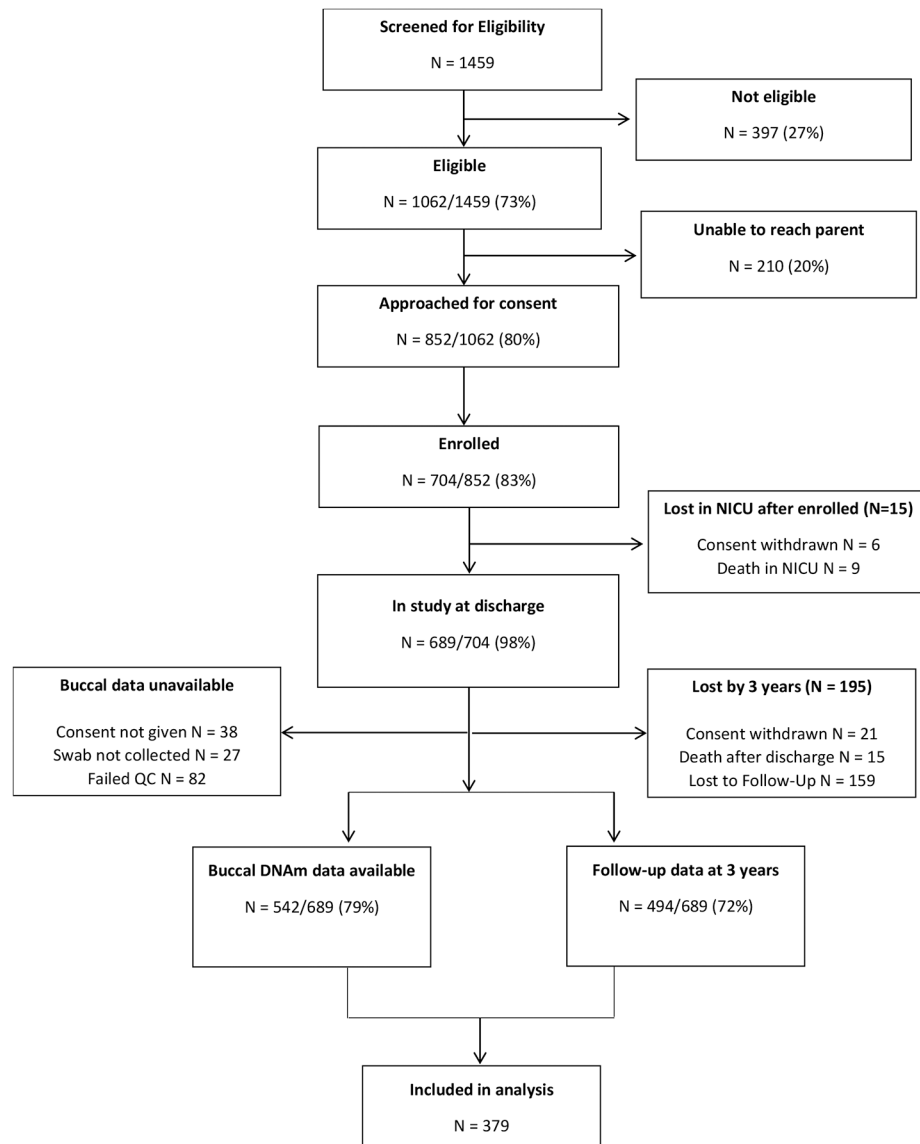 Screened for Eligibility
N = 1459
Not eligible
N = 397 (27%)
Eligible
N = 1062/1459 (73%)
Unable to reach parent
N = 210 (20%)
Approached for consent
N = 852/1062 (80%)
Enrolled
N = 704/852 (83%)
Lost in NICU after enrolled (N=15)
Consent withdrawn N = 6
Death in NICU N = 9
In study at discharge
N = 689/704 (98%)
Buccal data unavailable
Consent not given N = 38
Swab not collected N = 27
Failed QC N = 82
Lost by 3 years (N = 195)
Consent withdrawn N = 21
Death after discharge N = 15
Lost to Follow-Up N = 159
Buccal DNAm data available
N = 542/689 (79%)
Follow-up data at 3 years
N = 494/689 (72%)
Included in analysis
N = 379